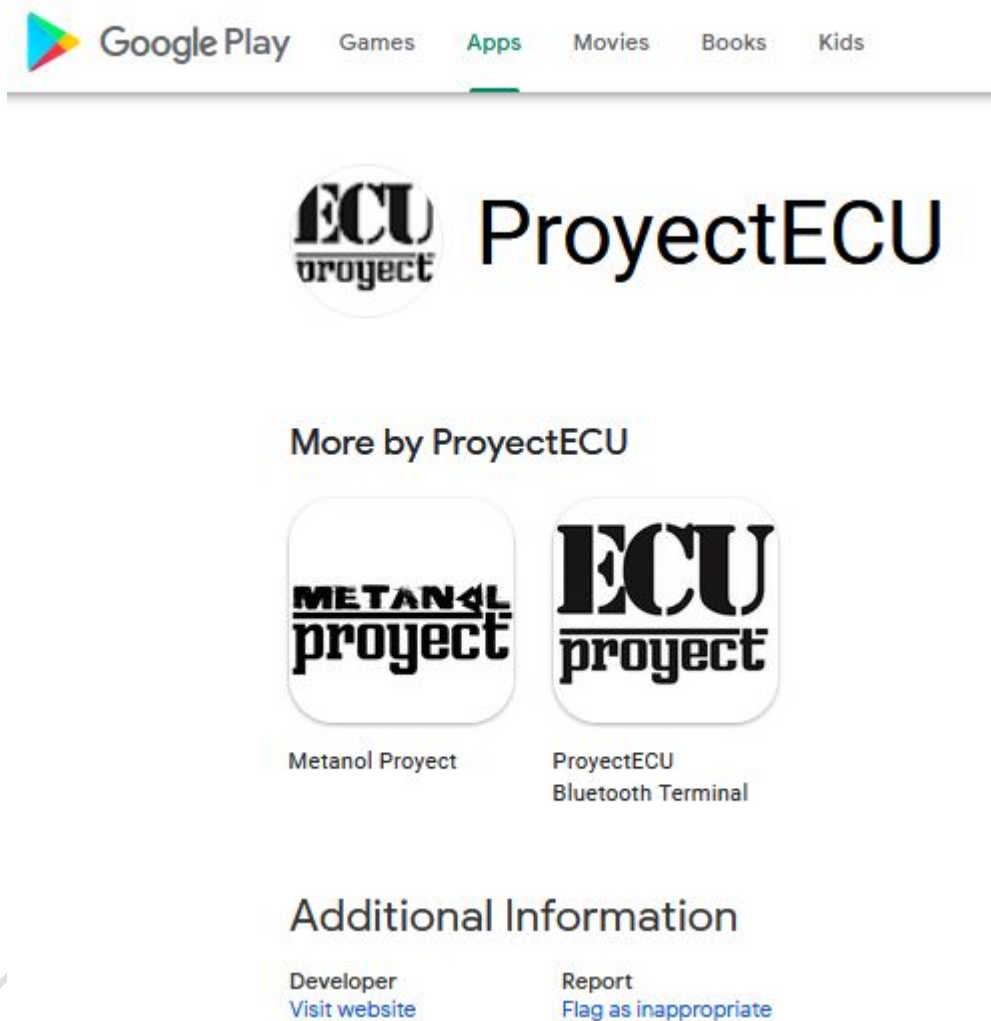 Google Play Games Apps Movies Books Kids
ECU
proyect
ProyectECU
More by ProyectECU
METANOL
proyect
ECU
proyect
Metanol Proyect
ProyectECU
Bluetooth Terminal
Additional Information
Developer
Visit website
Report
Flag as inappropriate